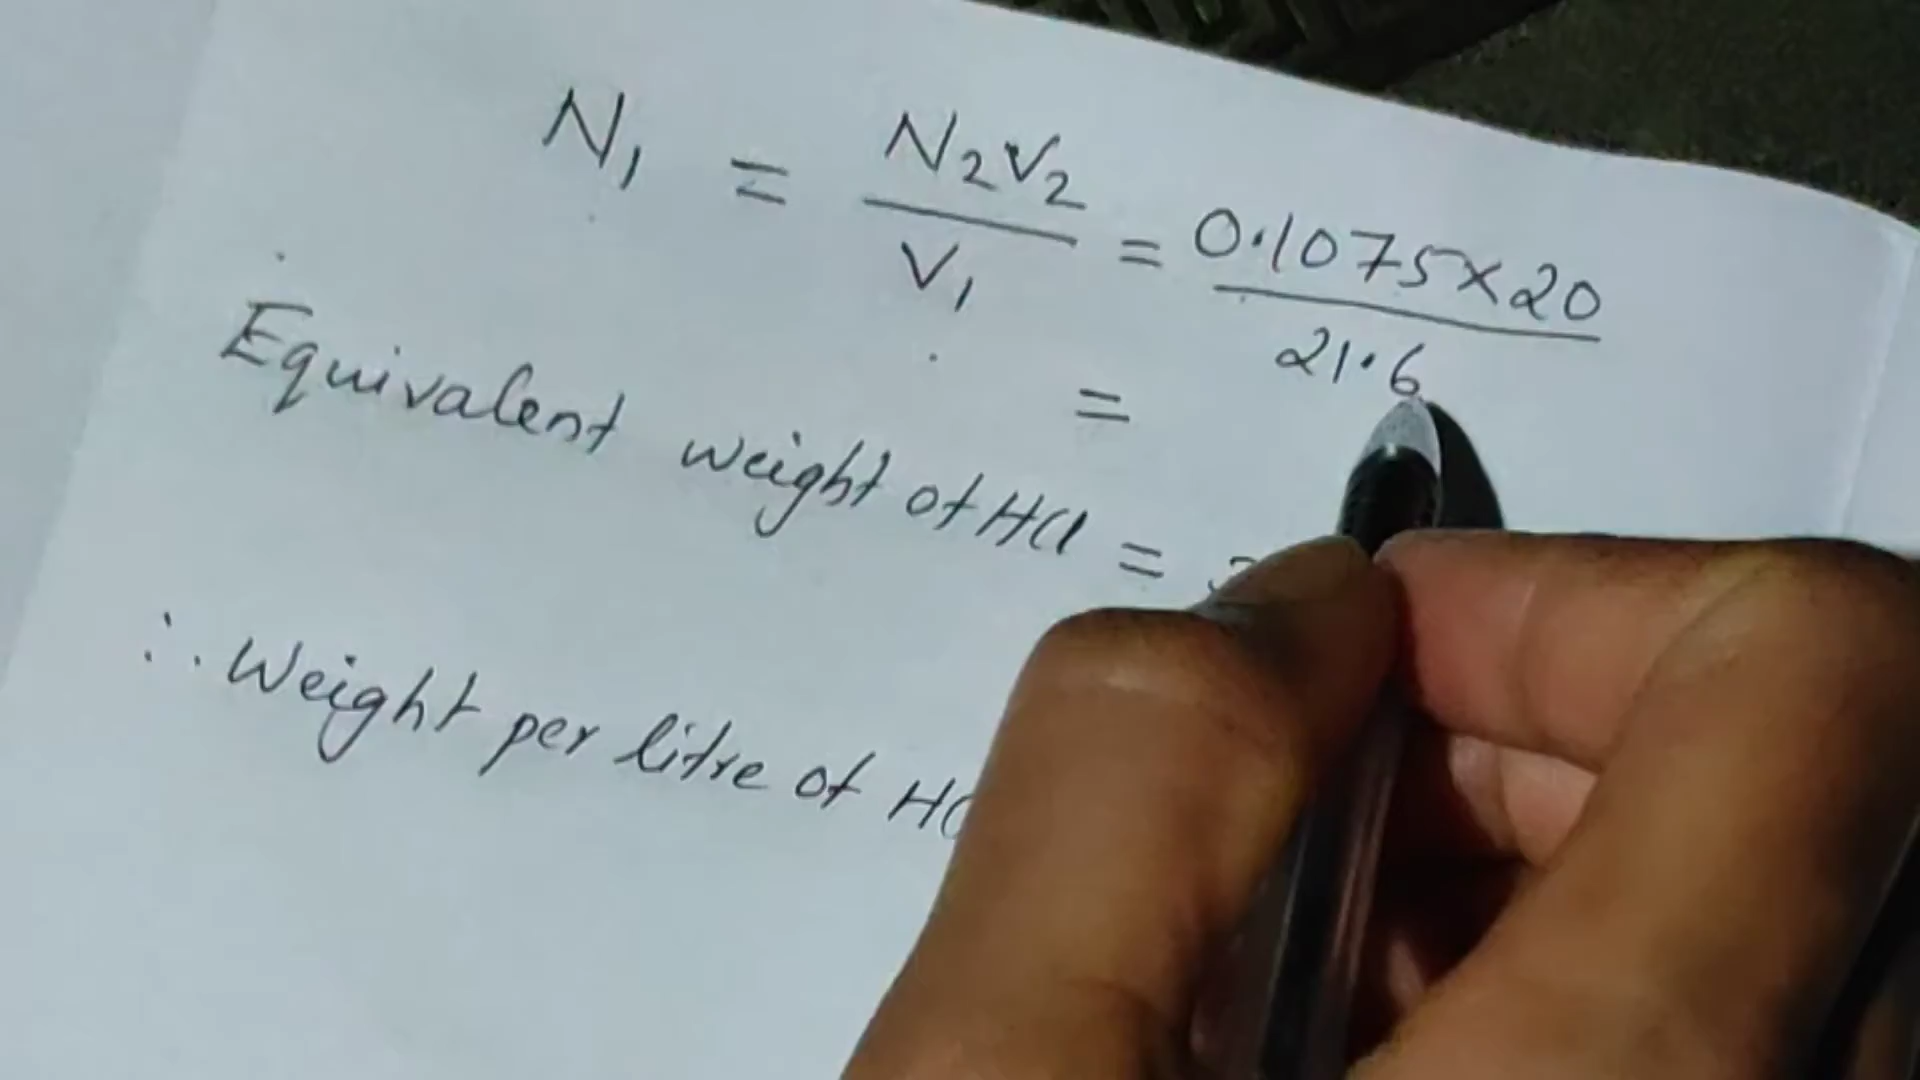 N₁ = N₂V₂/V₁ = 0.1075×20/21.6
=
Equivalent weight of HCl =
∴ Weight per litre of